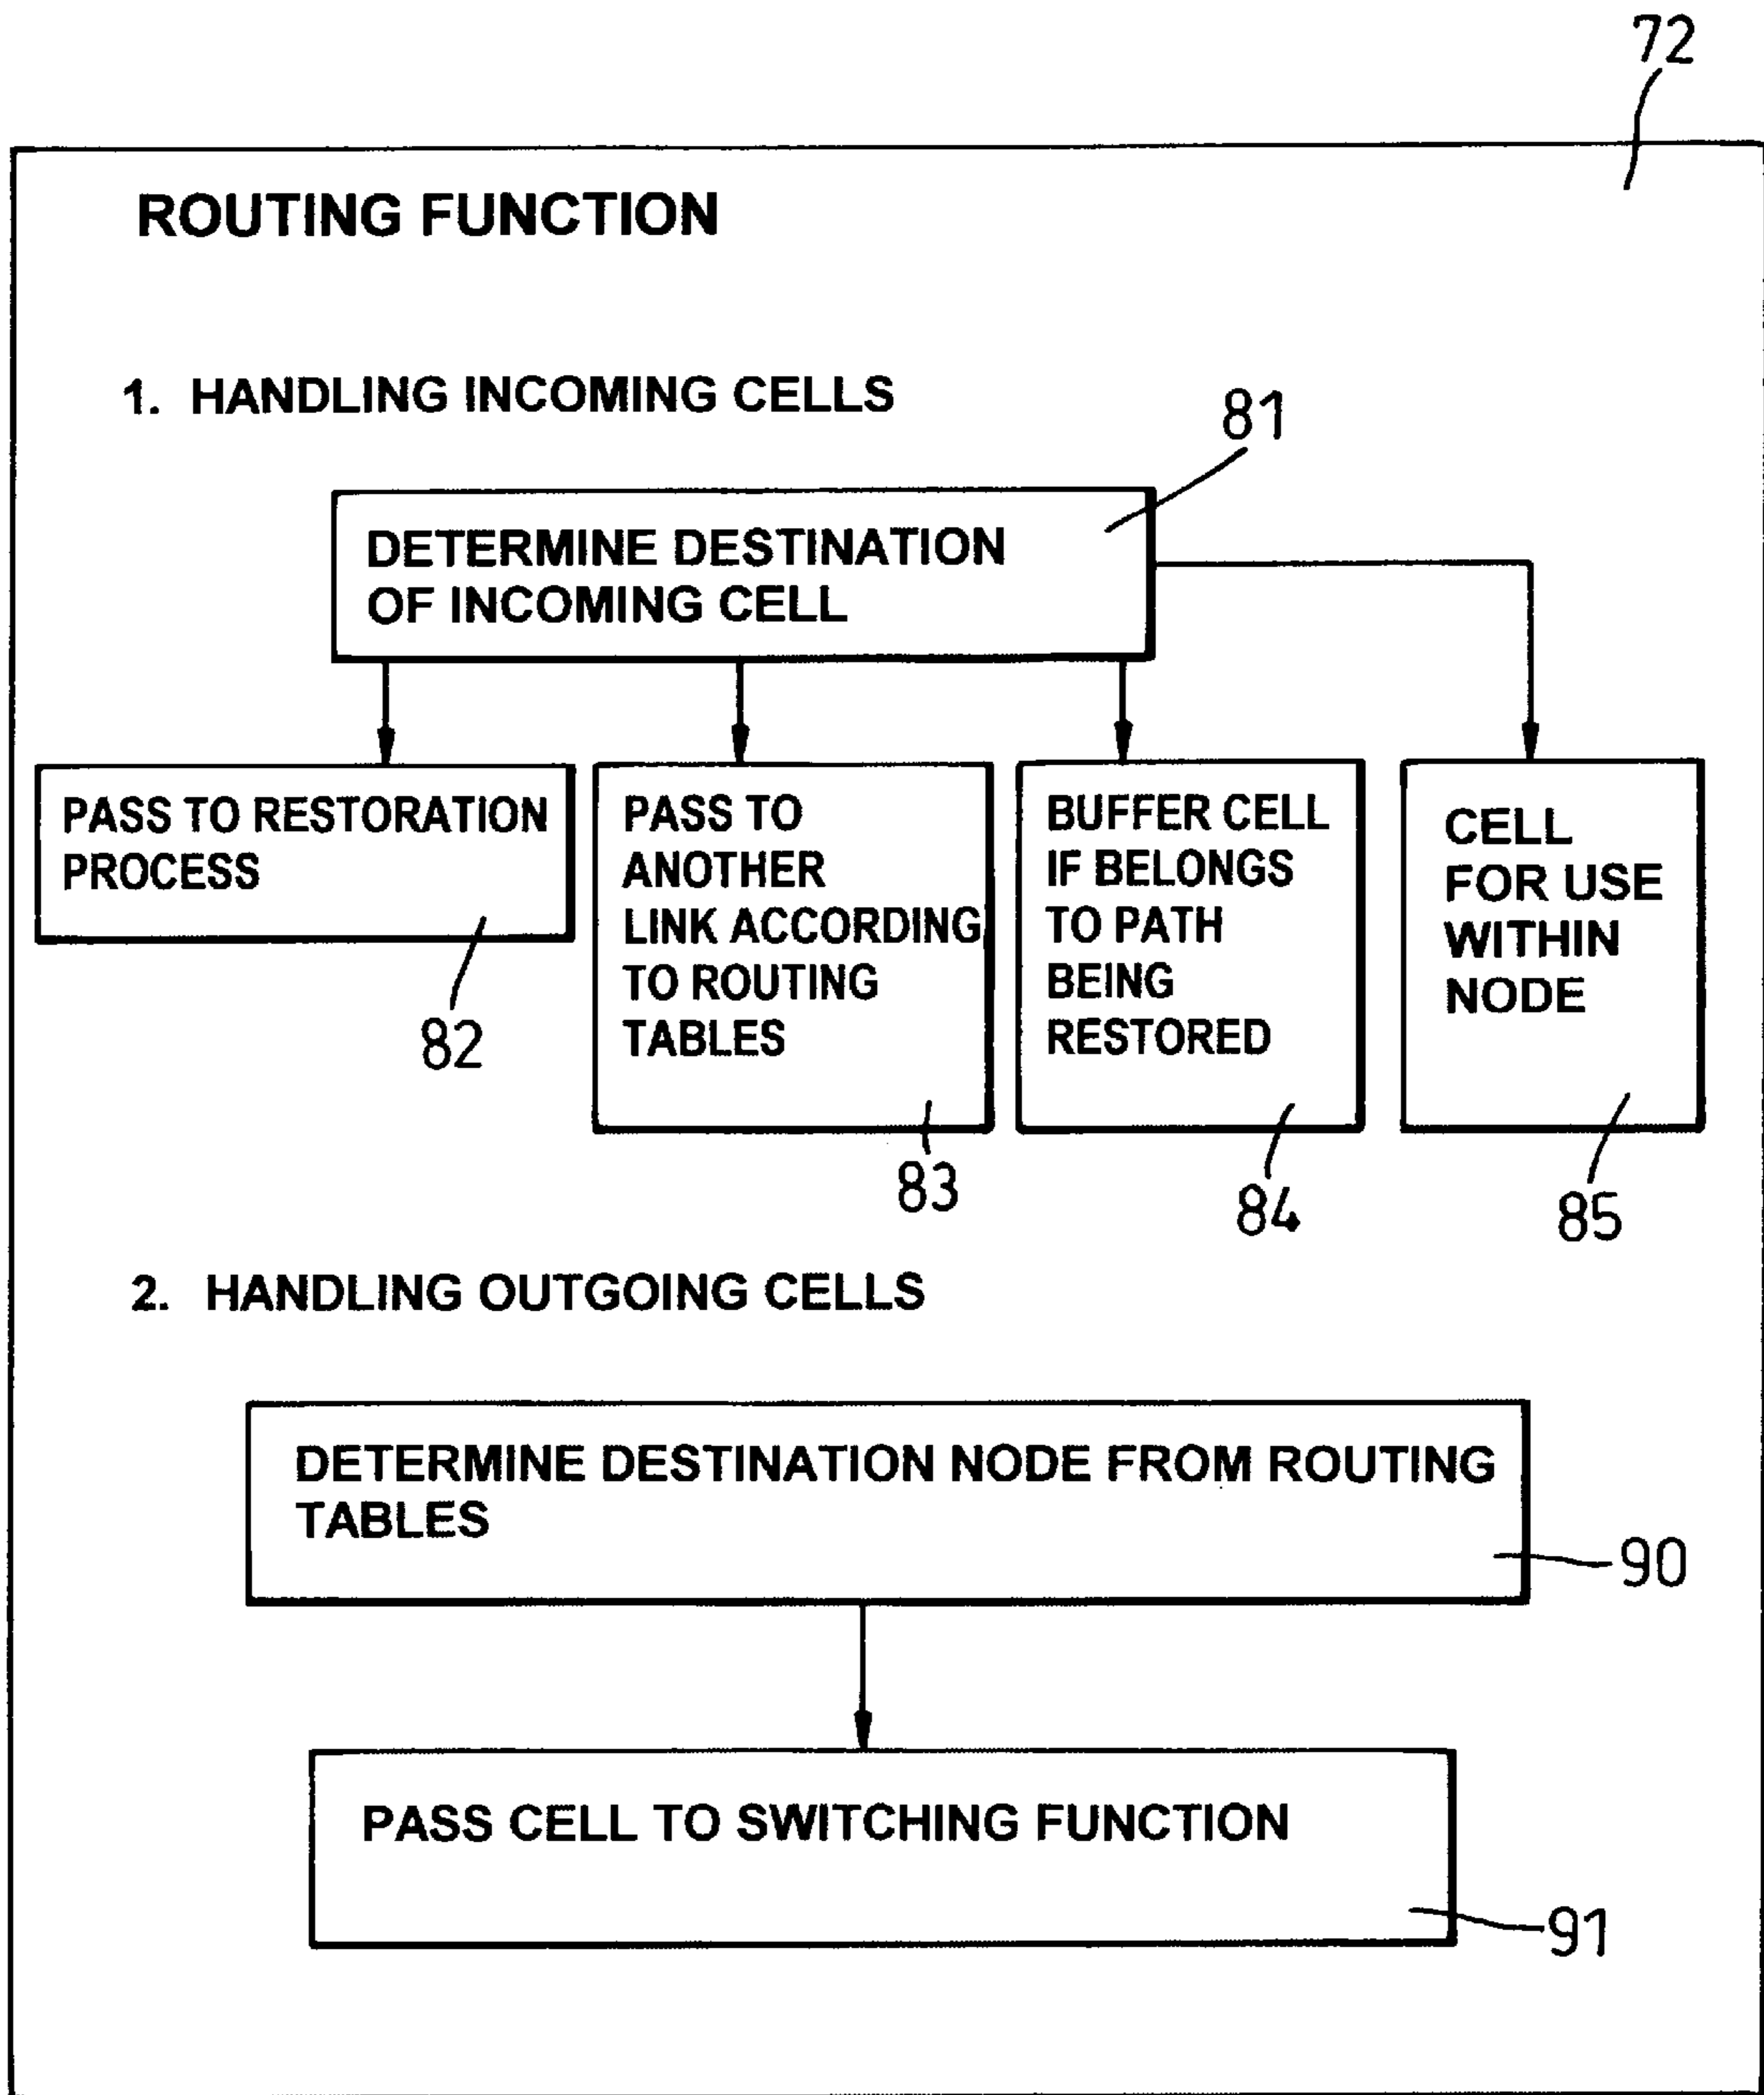 72
ROUTING FUNCTION
1. HANDLING INCOMING CELLS
81
DETERMINE DESTINATION
OF INCOMING CELL
PASS TO RESTORATION
PROCESS
82
PASS TO
ANOTHER
LINK ACCORDING
TO ROUTING
TABLES
83
BUFFER CELL
IF BELONGS
TO PATH
BEING
RESTORED
84
CELL
FOR USE
WITHIN
NODE
85
2. HANDLING OUTGOING CELLS
DETERMINE DESTINATION NODE FROM ROUTING
TABLES
90
PASS CELL TO SWITCHING FUNCTION
91